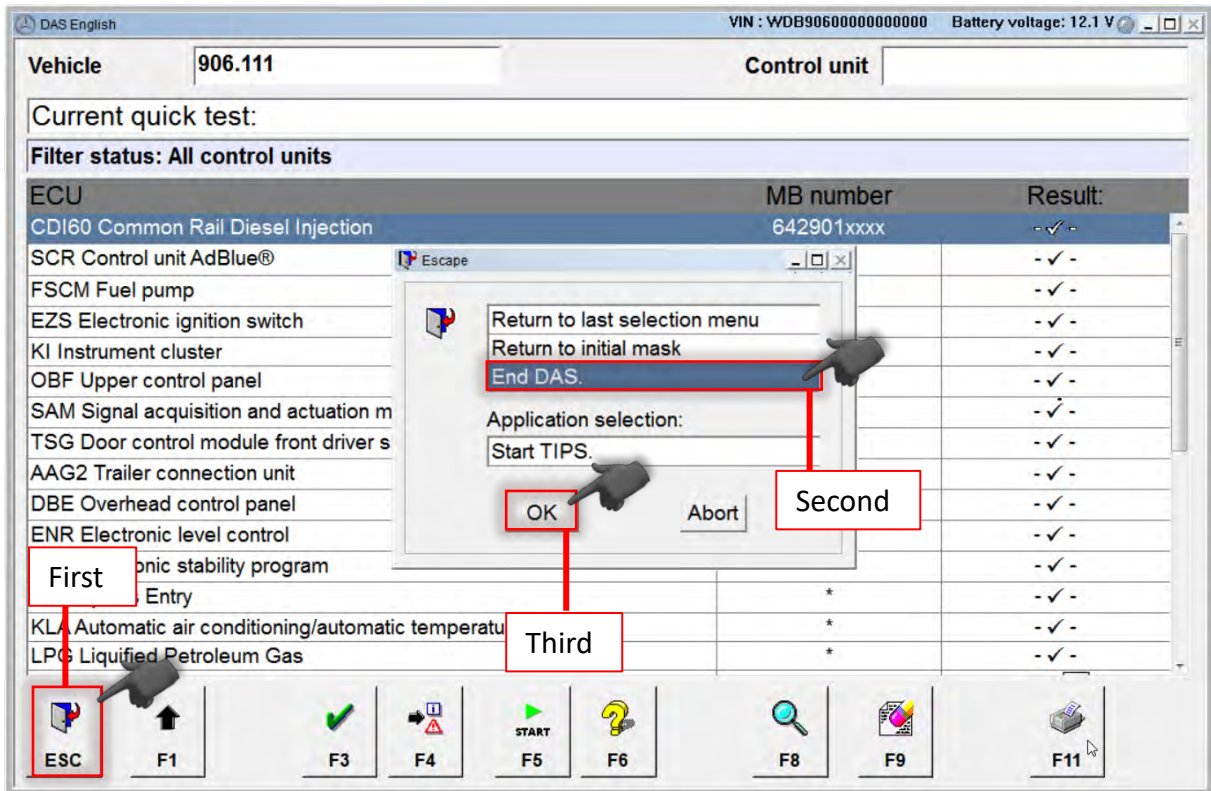 DAS English VIN : WDB90600000000000 Battery voltage: 12.1 V
Vehicle 906.111 Control unit
Current quick test:
Filter status: All control units
ECU MB number Result:
CDI60 Common Rail Diesel Injection 642901xxxx - ✓ -
SCR Control unit AdBlue® - ✓ -
FSCM Fuel pump - ✓ -
EZS Electronic ignition switch - ✓ -
KI Instrument cluster - ✓ -
OBF Upper control panel - ✓ -
SAM Signal acquisition and actuation m - ✓ -
TSG Door control module front driver s - ✓ -
AAG2 Trailer connection unit - ✓ -
DBE Overhead control panel - ✓ -
ENR Electronic level control - ✓ -
onic stability program - ✓ -
Entry * - ✓ -
KLA Automatic air conditioning/automatic temperatu * - ✓ -
LPG Liquified Petroleum Gas * - ✓ -
Escape
Return to last selection menu
Return to initial mask
End DAS.
Application selection:
Start TIPS.
OK Abort
Second
First
Third
START
ESC F1 F3 F4 F5 F6 F8 F9 F11